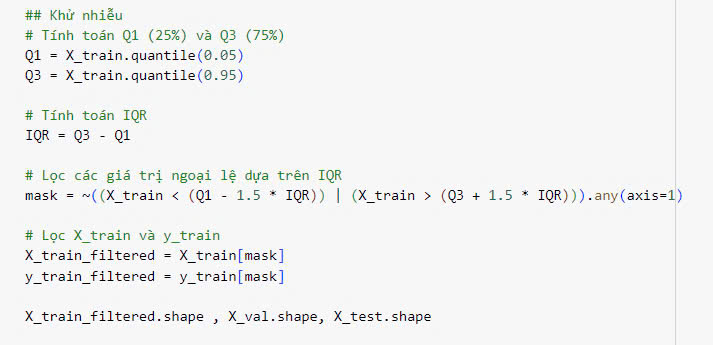 ## Khử nhiễu
# Tính toán Q1 (25%) và Q3 (75%)
Q1 = X_train.quantile(0.05)
Q3 = X_train.quantile(0.95)
# Tính toán IQR
IQR = Q3 - Q1
# Lọc các giá trị ngoại lệ dựa trên IQR
mask = ~((X_train < (Q1 - 1.5 * IQR)) | (X_train > (Q3 + 1.5 * IQR))).any(axis=1)
# Lọc X_train và y_train
X_train_filtered = X_train[mask]
y_train_filtered = y_train[mask]
X_train_filtered.shape , X_val.shape, X_test.shape